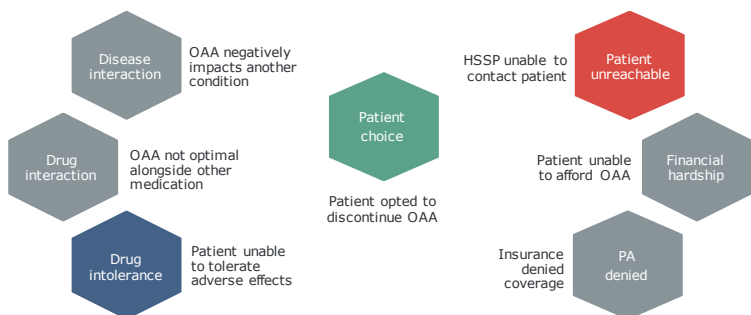 Disease
interaction
OAA negatively
impacts another
condition
Drug
interaction
OAA not optimal
alongside other
medication
Drug
intolerance
Patient unable
to tolerate
adverse effects
Patient
choice
Patient opted to
discontinue OAA
HSSP unable to
contact patient
Patient
unreachable
Patient unable
to afford OAA
Financial
hardship
Insurance
denied
coverage
PA
denied